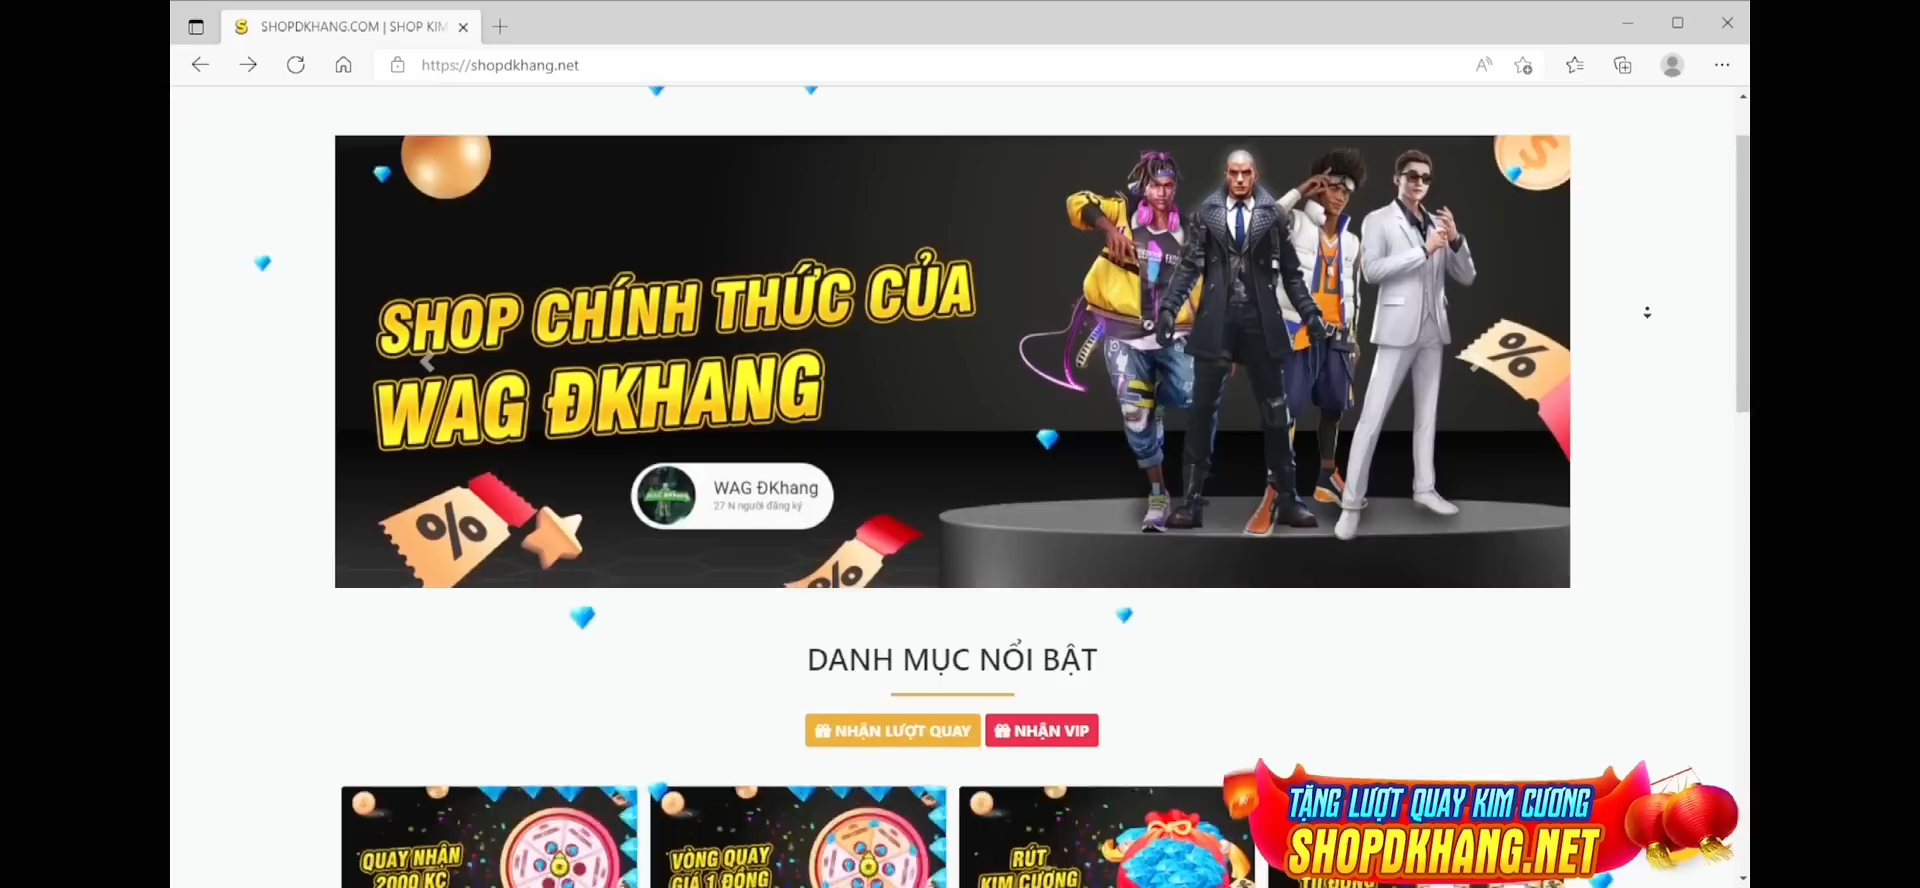 SHOPDKHANG.COM | SHOP KIM
https://shopdkhang.net
SHOP CHÍNH THỨC CỦA
WAG ĐKHANG
WAG ĐKhang
27 N người đăng ký
DANH MỤC NỔI BẬT
NHẬN LƯỢT QUAY
NHẬN VIP
QUAY NHẬN
2000 KC
VÒNG QUAY
GIÁ 1 ĐỒNG
RÚT
KIM CƯƠNG
TẶNG LƯỢT QUAY KIM CƯƠNG
SHOPDKHANG.NET